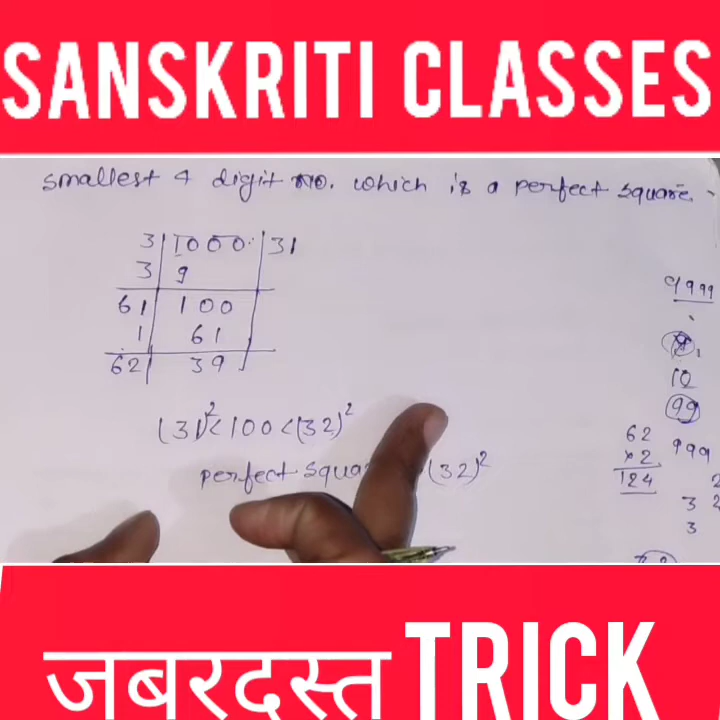 SANSKRITI CLASSES
smallest 4 digit no. which is a perfect square.
3 1000 31
3 9
61 100
1 61
62 39
(31)² < 100 < (32)²
perfect squa (32)²
9999
10
99
62
×2
124
999
3 2
3
जबरदस्त TRICK